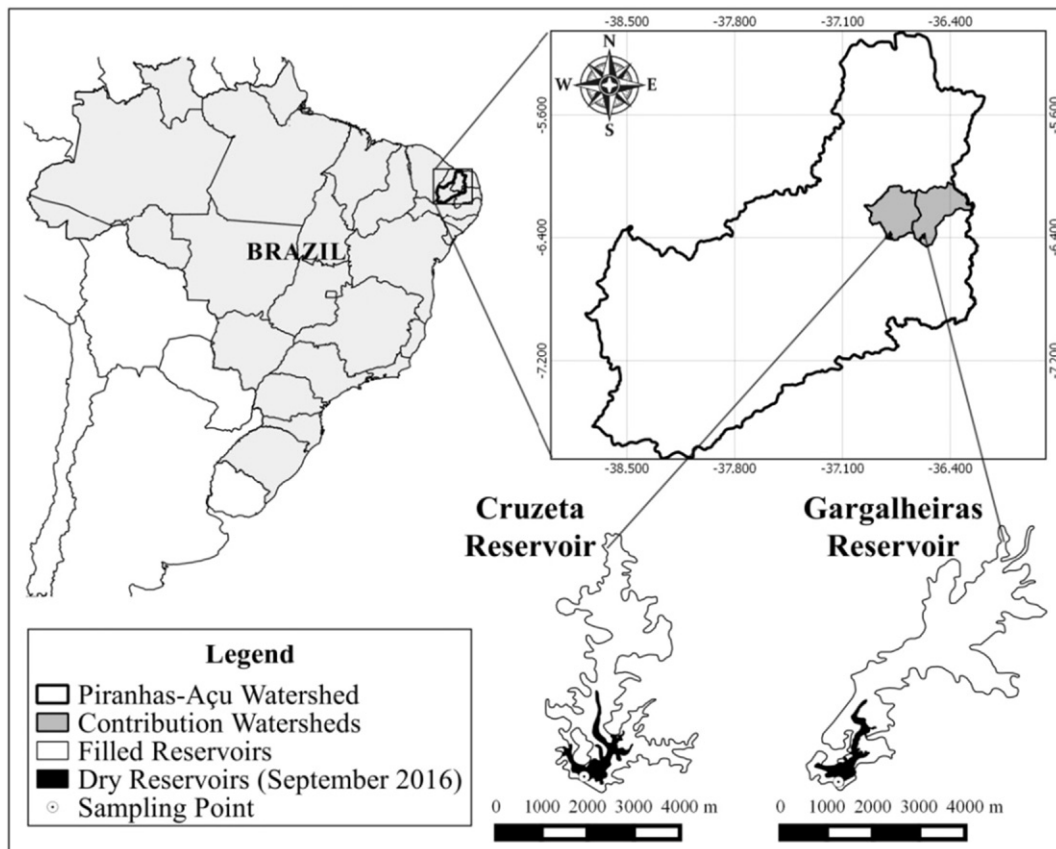 -38.500 -37.800 -37.100 -36.400
N
W E
S
-5.600 -5.600
BRAZIL
-6.400 -6.400
-7.200 -7.200
-38.500 -37.800 -37.100 -36.400
Cruzeta
Reservoir
Gargalheiras
Reservoir
Legend
Piranhas-Açu Watershed
Contribution Watersheds
Filled Reservoirs
Dry Reservoirs (September 2016)
Sampling Point
0 1000 2000 3000 4000 m
0 1000 2000 3000 4000 m